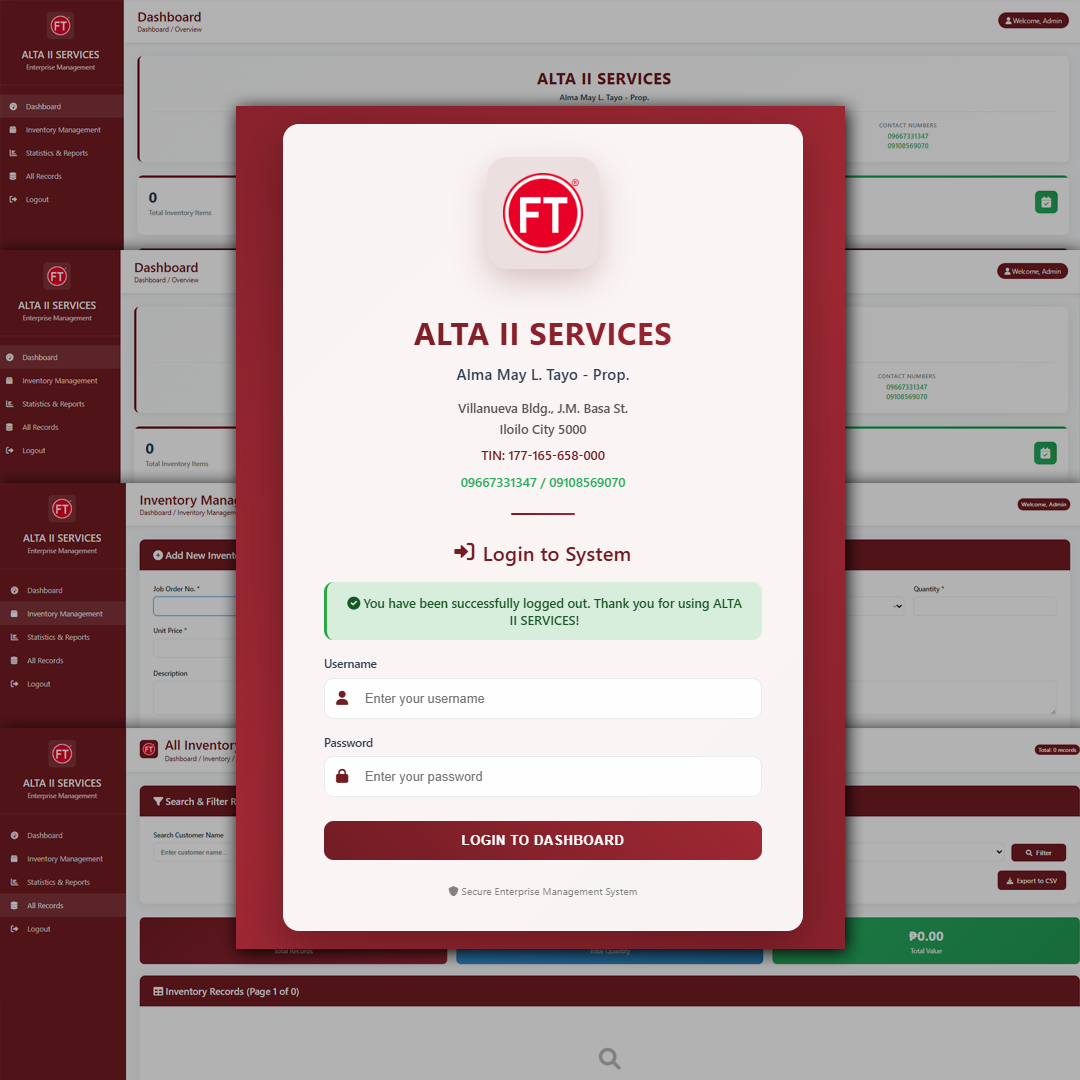 FT
ALTA II SERVICES
Enterprise Management
Dashboard
Inventory Management
Statistics & Reports
All Records
Logout
Dashboard
Dashboard / Overview
Welcome, Admin
ALTA II SERVICES
Alma May L. Tayo - Prop.
CONTACT NUMBERS
09667331347
09108569070
0
Total Inventory Items
FT
ALTA II SERVICES
Enterprise Management
Dashboard
Inventory Management
Statistics & Reports
All Records
Logout
Dashboard
Dashboard / Overview
Welcome, Admin
CONTACT NUMBERS
09667331347
09108569070
0
Total Inventory Items
FT
ALTA II SERVICES
Enterprise Management
Dashboard
Inventory Management
Statistics & Reports
All Records
Logout
Inventory Mana
Dashboard / Inventory Managem
Welcome, Admin
Add New Invent
Job Order No. *
Quantity *
Unit Price *
Description
FT
ALTA II SERVICES
Enterprise Management
Dashboard
Inventory Management
Statistics & Reports
All Records
Logout
FT
All Inventory
Dashboard / Inventory /
Total: 0 records
Search & Filter R
Search Customer Name
Enter customer name...
Filter
Export to CSV
Total Records
Total Quantity
₱0.00
Total Value
Inventory Records (Page 1 of 0)
FT®
ALTA II SERVICES
Alma May L. Tayo - Prop.
Villanueva Bldg., J.M. Basa St.
Iloilo City 5000
TIN: 177-165-658-000
09667331347 / 09108569070
Login to System
You have been successfully logged out. Thank you for using ALTA
II SERVICES!
Username
Enter your username
Password
Enter your password
LOGIN TO DASHBOARD
Secure Enterprise Management System